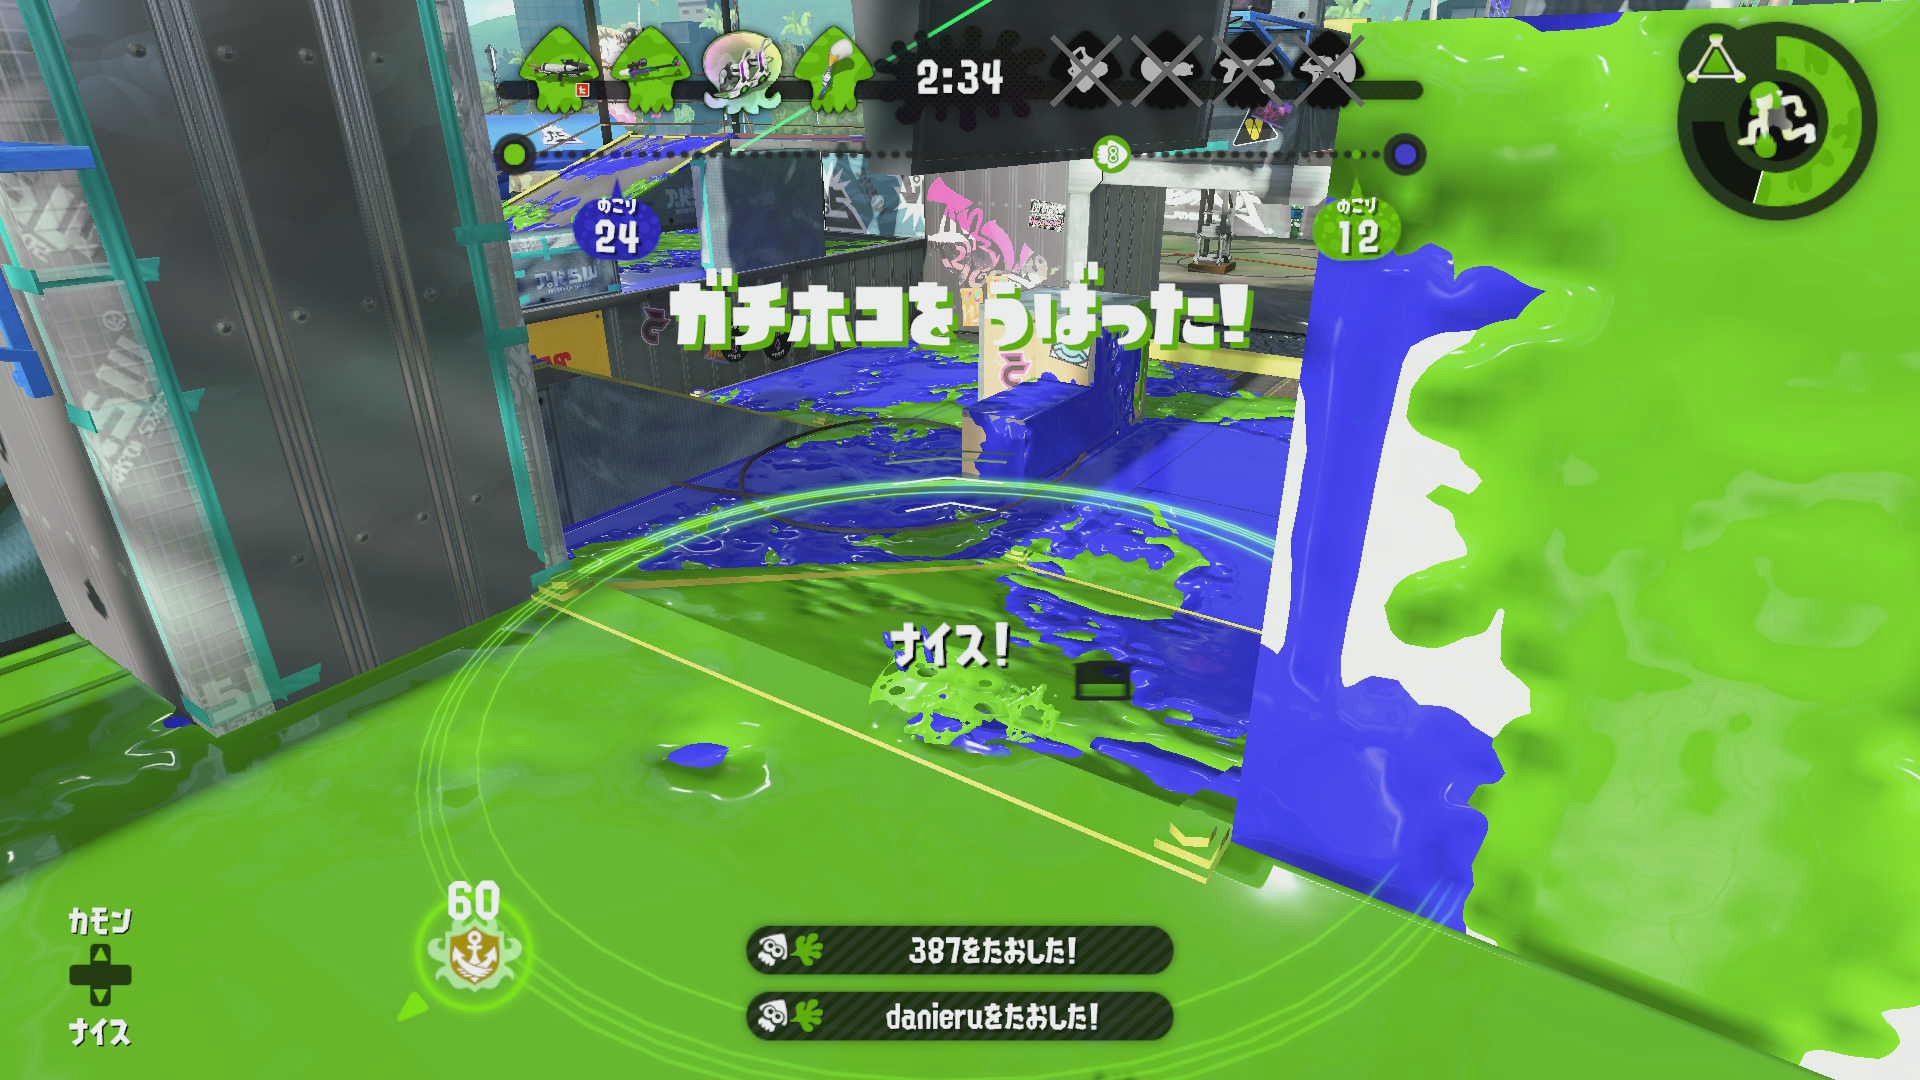 2:34
8
のこり
24
のこり
12
ガチホコを うばった!
ナイス!
60
カモン
ナイス
387をたおした!
danieruをたおした!